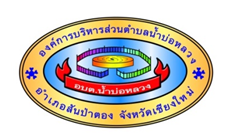 องค์การบริหารส่วนตำบลน้ำบ่อหลวง
อบต.น้ำบ่อหลวง
อำเภอสันป่าตอง จังหวัดเชียงใหม่